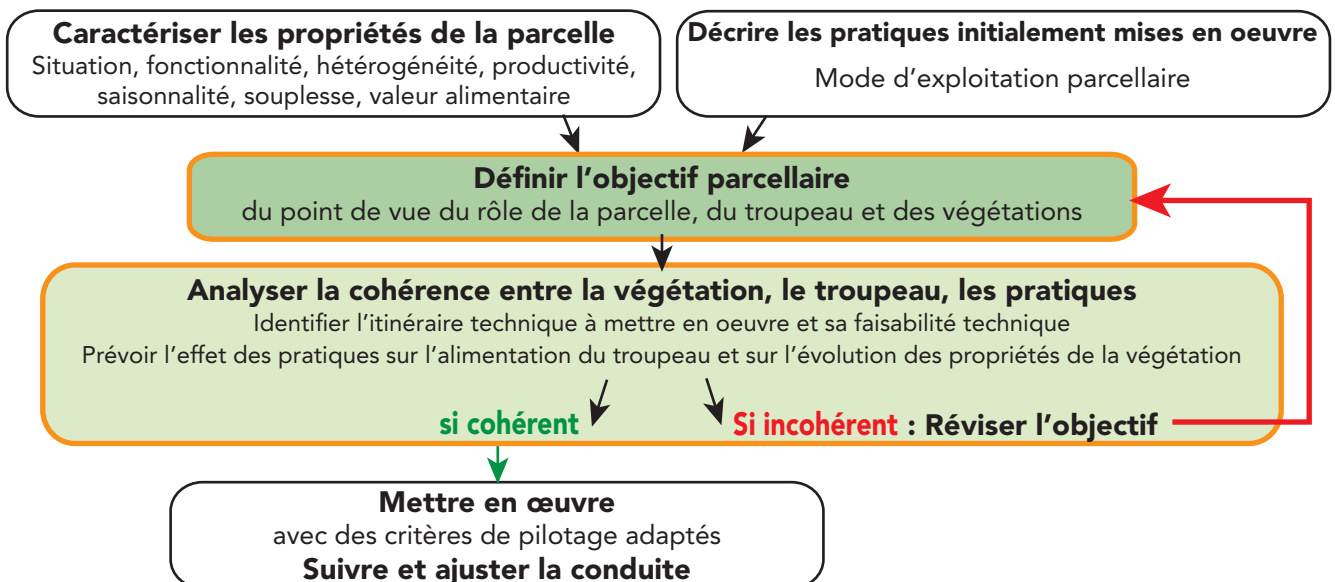 Caractériser les propriétés de la parcelle
Situation, fonctionnalité, hétérogénéité, productivité,
saisonnalité, souplesse, valeur alimentaire
Décrire les pratiques initialement mises en oeuvre
Mode d’exploitation parcellaire
Définir l’objectif parcellaire
du point de vue du rôle de la parcelle, du troupeau et des végétations
Analyser la cohérence entre la végétation, le troupeau, les pratiques
Identifier l’itinéraire technique à mettre en oeuvre et sa faisabilité technique
Prévoir l’effet des pratiques sur l’alimentation du troupeau et sur l’évolution des propriétés de la végétation
si cohérent
Si incohérent : Réviser l’objectif
Mettre en œuvre
avec des critères de pilotage adaptés
Suivre et ajuster la conduite